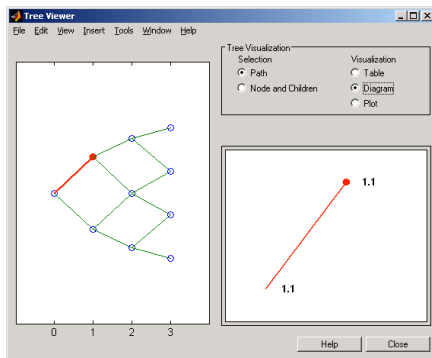 Tree Viewer
File Edit View Insert Tools Window Help
Tree Visualization
Selection
Visualization
Path
Table
Node and Children
Diagram
Plot
1.1
1.1
0 1 2 3
Help Close